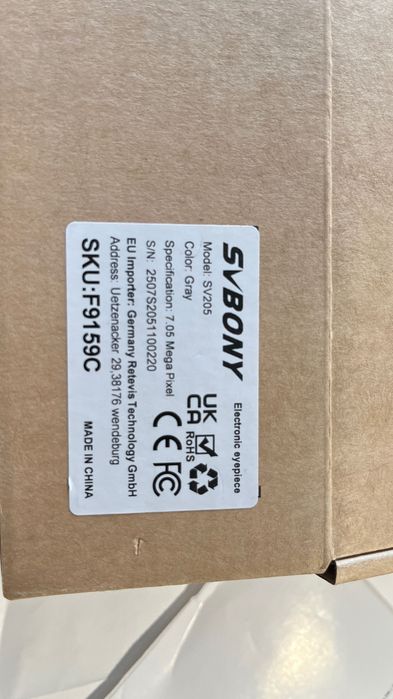 SVBONY Electronic eyepiece
Model: SV205
Color: Gray
Specification: 7.05 Mega Pixel
S/N: 2507S2051100220
UK
CA RoHS
CE FC
EU Importer: Germany Retevis Technology GmbH
Address: Uetzenacker 29,38176 wendeburg
SKU:F9159C MADE IN CHINA